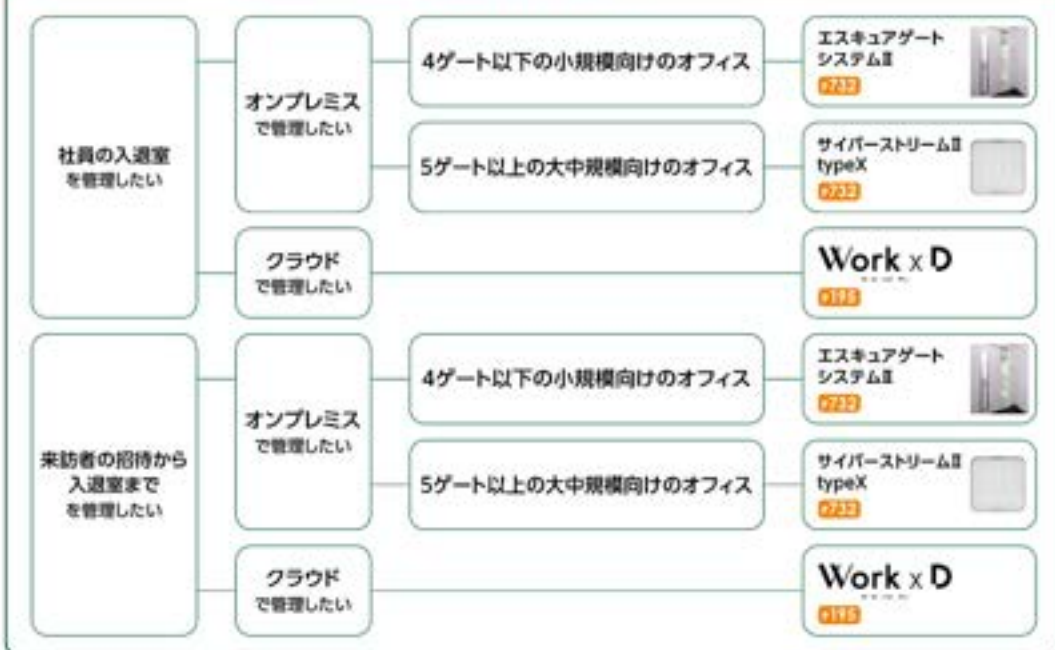 社員の入退室
を管理したい
オンプレミス
で管理したい
4ゲート以下の小規模向けのオフィス
エスキュアゲート
システムⅡ
5ゲート以上の大中規模向けのオフィス
サイバーストリームⅡ
typeX
クラウド
で管理したい
Work x D
来訪者の招待から
入退室まで
を管理したい
オンプレミス
で管理したい
4ゲート以下の小規模向けのオフィス
エスキュアゲート
システムⅡ
5ゲート以上の大中規模向けのオフィス
サイバーストリームⅡ
typeX
クラウド
で管理したい
Work x D